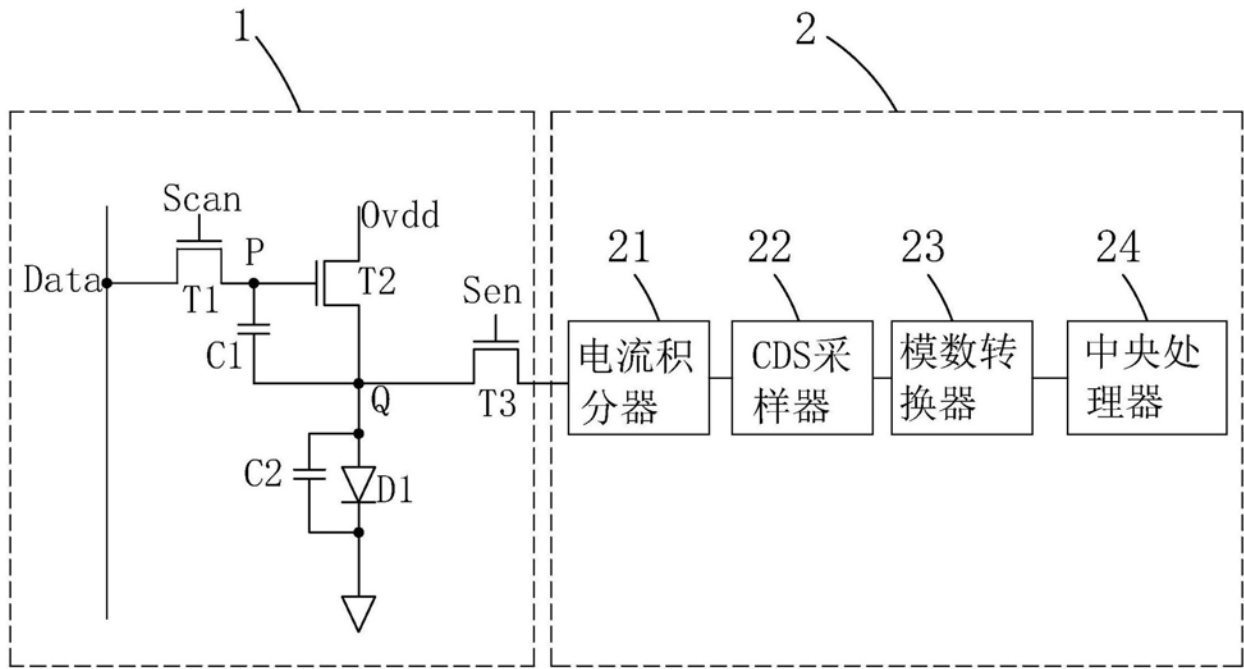 1
2
Scan
Ovdd
P
Data
T1
T2
C1
Sen
Q
T3
C2
D1
21
22
23
24
电流积
分器
CDS采
样器
模数转
换器
中央处
理器